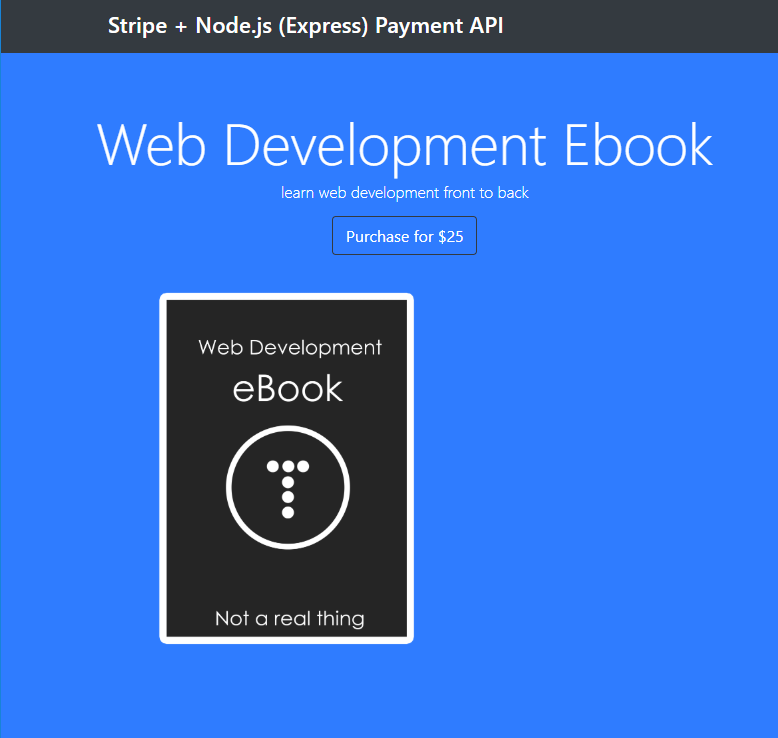 Stripe + Node.js (Express) Payment API
Web Development Ebook
learn web development front to back
Purchase for $25
Web Development
eBook
T
Not a real thing